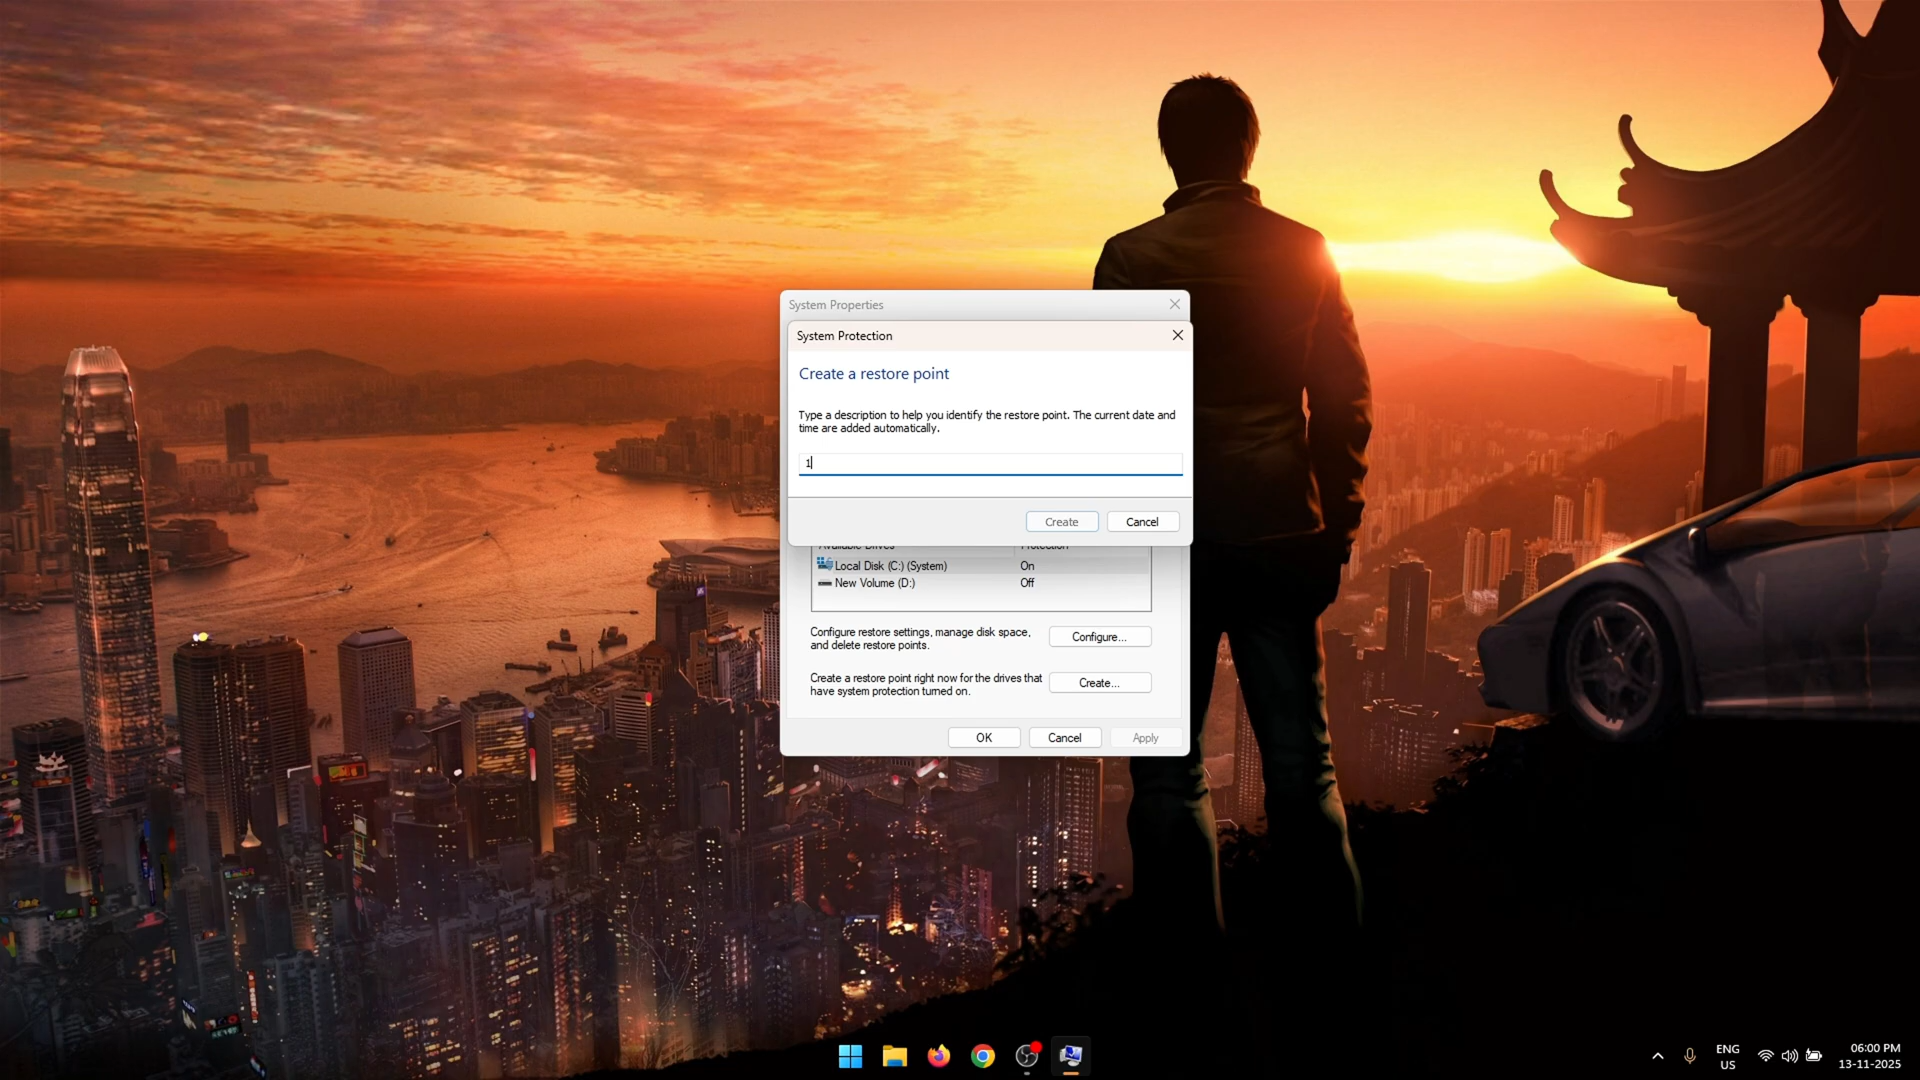 System Properties
System Protection
Create a restore point
Type a description to help you identify the restore point. The current date and
time are added automatically.
1
Create
Cancel
Available Drives
Protection
Local Disk (C:) (System)
On
New Volume (D:)
Off
Configure restore settings, manage disk space,
and delete restore points.
Configure...
Create a restore point right now for the drives that
have system protection turned on.
Create...
OK
Cancel
Apply
ENG
US
06:00 PM
13-11-2025